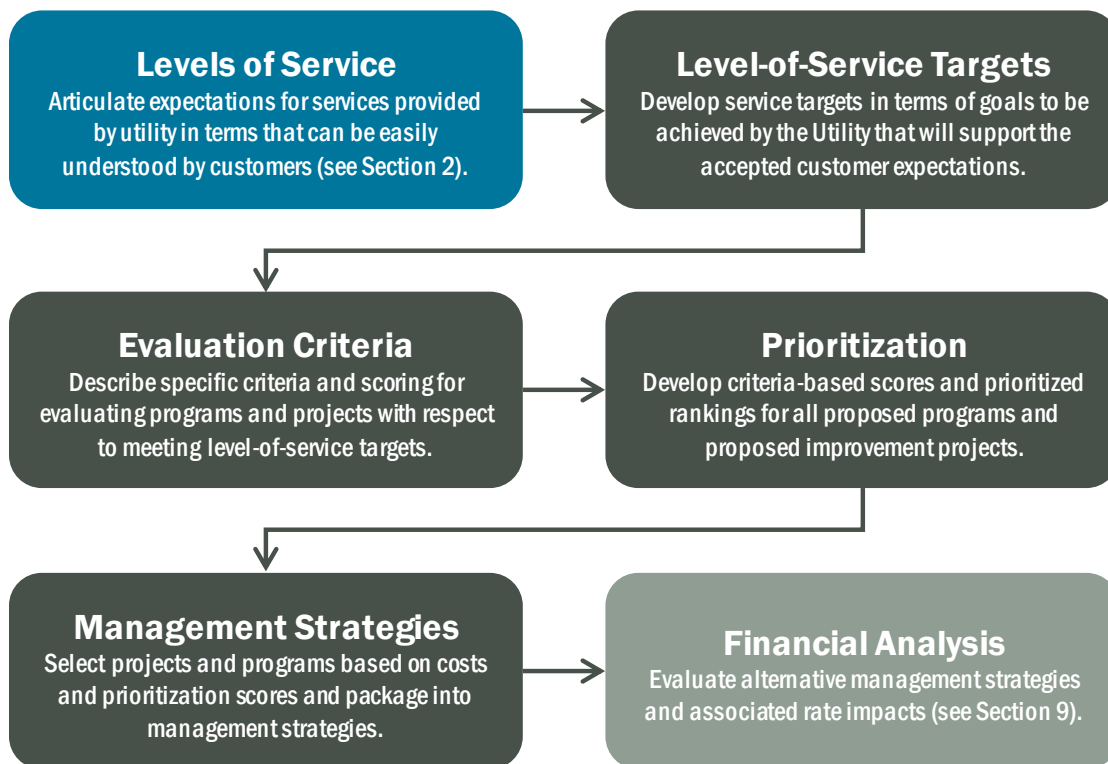 Levels of Service
Articulate expectations for services provided
by utility in terms that can be easily
understood by customers (see Section 2).
Level-of-Service Targets
Develop service targets in terms of goals to be
achieved by the Utility that will support the
accepted customer expectations.
Evaluation Criteria
Describe specific criteria and scoring for
evaluating programs and projects with respect
to meeting level-of-service targets.
Prioritization
Develop criteria-based scores and prioritized
rankings for all proposed programs and
proposed improvement projects.
Management Strategies
Select projects and programs based on costs
and prioritization scores and package into
management strategies.
Financial Analysis
Evaluate alternative management strategies
and associated rate impacts (see Section 9).